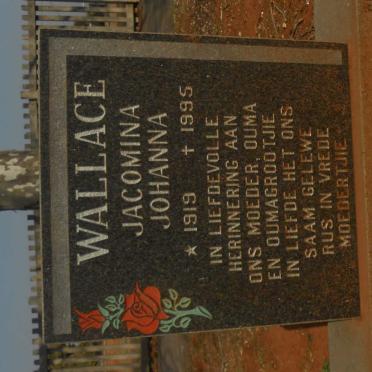 WALLACE
JACOMINA
JOHANNA
* 1919 + 1995
IN LIEFDEVOLLE
HERINNERING AAN
ONS MOEDER, OUMA
EN OUMAGROOTJIE
IN LIEFDE HET ONS
SAAM GELEWE
RUS IN VREDE
MOEDERTJIE